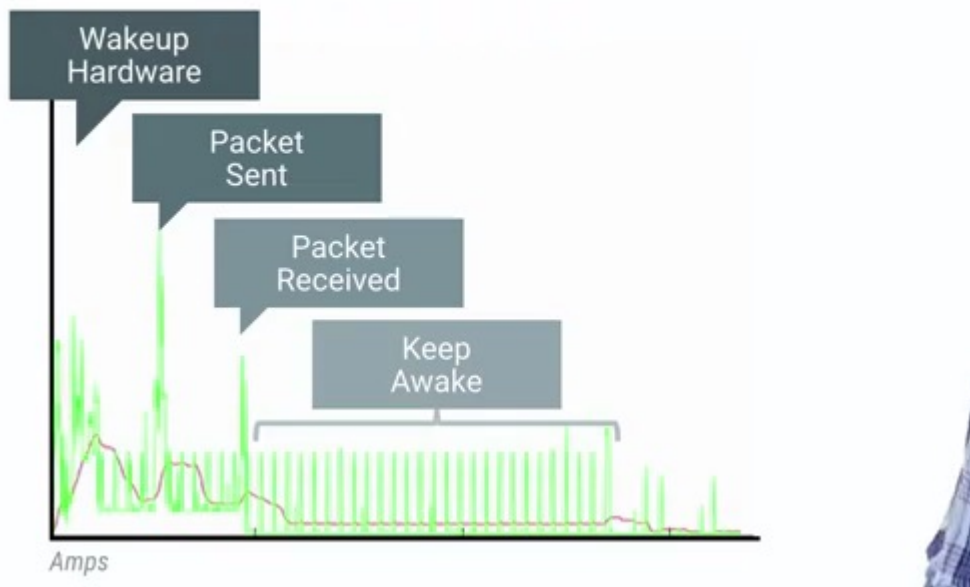 Wakeup
Hardware
Packet
Sent
Packet
Received
Keep
Awake
Amps